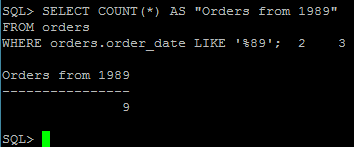 SQL> SELECT COUNT(*) AS "Orders from 1989"
FROM orders
WHERE orders.order_date LIKE '%89';  2    3
Orders from 1989
----------------
               9
SQL>